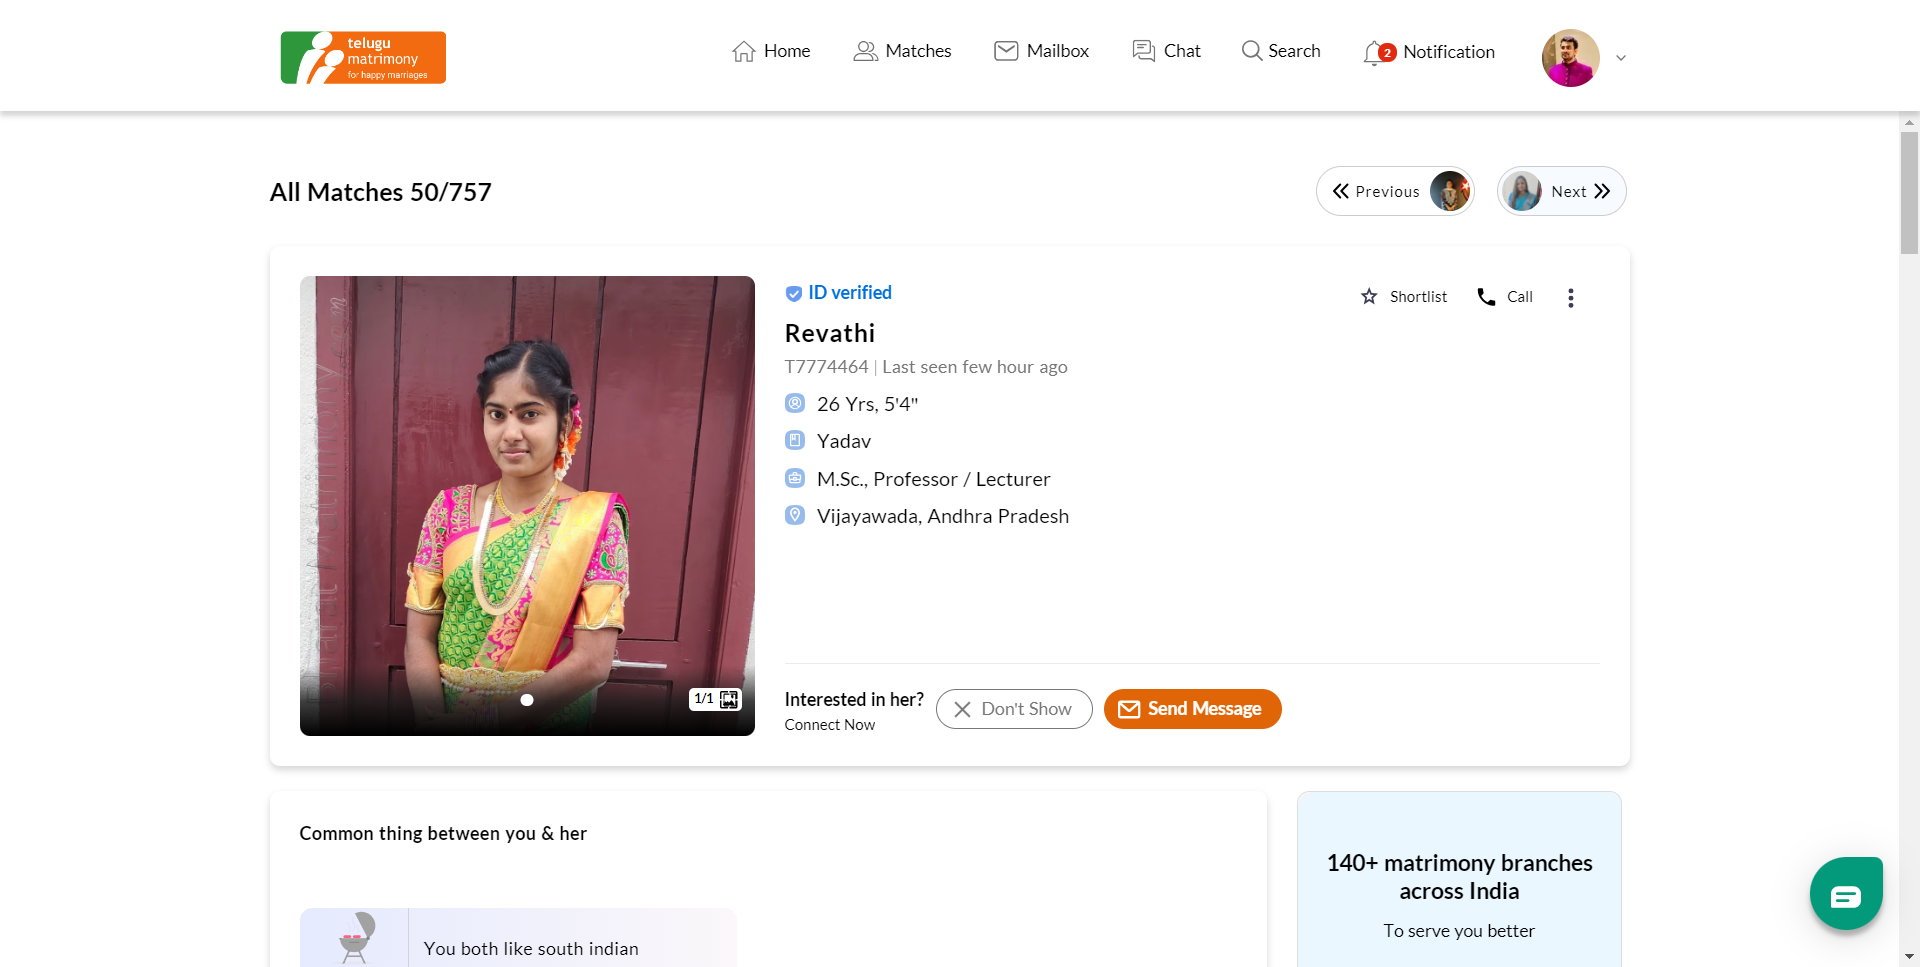 telugu
matrimony
for happy marriages
Home
Matches
Mailbox
Chat
Search
2
Notification
All Matches 50/757
Previous
Next
ID verified
Shortlist
Call
Revathi
T7774464 | Last seen few hour ago
26 Yrs, 5'4"
Yadav
M.Sc., Professor / Lecturer
Vijayawada, Andhra Pradesh
1/1
Interested in her?
Connect Now
Don't Show
Send Message
Common thing between you & her
You both like south indian
140+ matrimony branches
across India
To serve you better